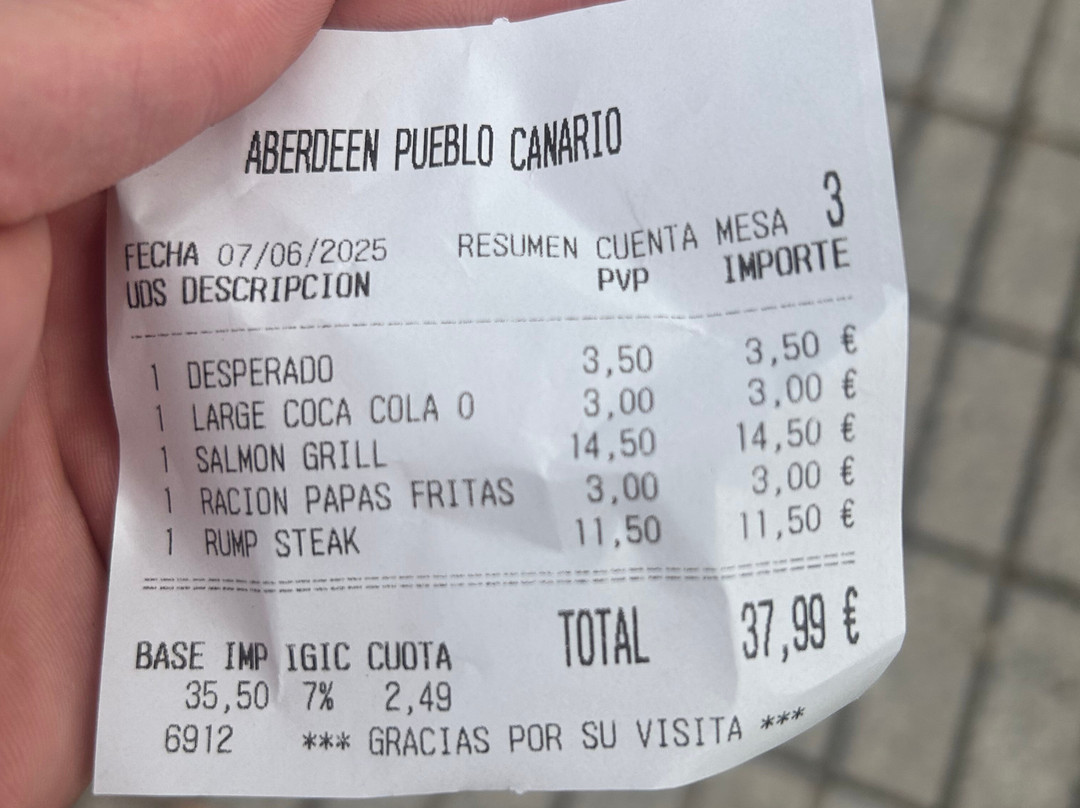 ABERDEEN PUEBLO CANARIO
FECHA 07/06/2025 RESUMEN CUENTA MESA 3
UDS DESCRIPCION PVP IMPORTE
1 DESPERADO 3,50 3,50 €
1 LARGE COCA COLA 0 3,00 3,00 €
1 SALMON GRILL 14,50 14,50 €
1 RACION PAPAS FRITAS 3,00 3,00 €
1 RUMP STEAK 11,50 11,50 €
TOTAL 37,99 €
BASE IMP IGIC CUOTA
35,50 7% 2,49
6912 *** GRACIAS POR SU VISITA ***